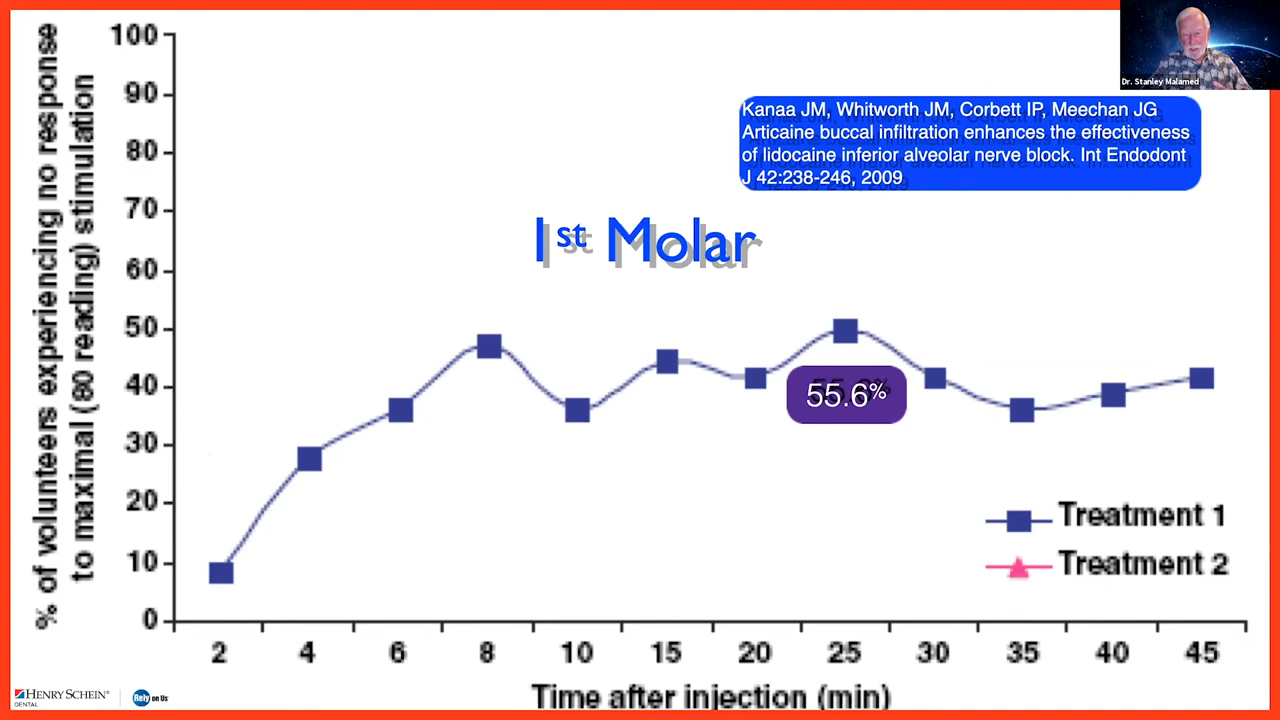 % of volunteers experiencing no response
to maximal (80 reading) stimulation
100
90
80
70
60
50
40
30
20
10
0
Dr. Stanley Malamed
Kanaa JM, Whitworth JM, Corbett IP, Meechan JG
Articaine buccal infiltration enhances the effectiveness
of lidocaine inferior alveolar nerve block. Int Endodont
J 42:238-246, 2009
1st Molar
55.6%
Treatment 1
Treatment 2
2 4 6 8 10 15 20 25 30 35 40 45
Time after injection (min)
HENRY SCHEIN®
DENTAL
Rely on Us